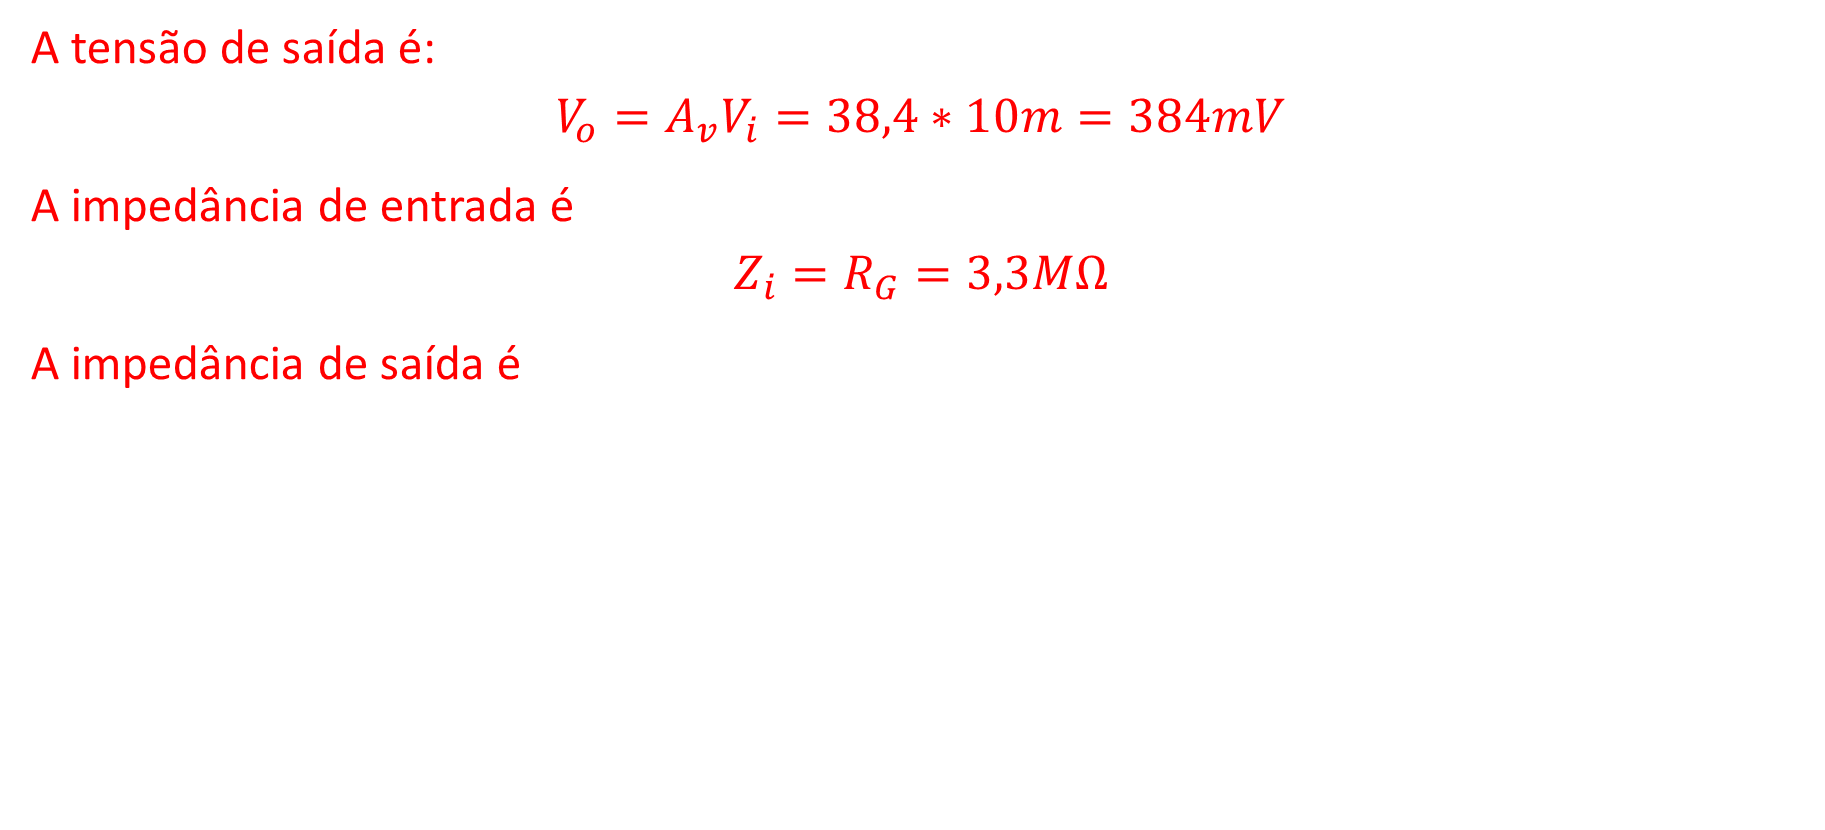 A tensão de saída é:
V_o = A_v V_i = 38,4 ∗ 10m = 384mV
A impedância de entrada é
Z_i = R_G = 3,3MΩ
A impedância de saída é